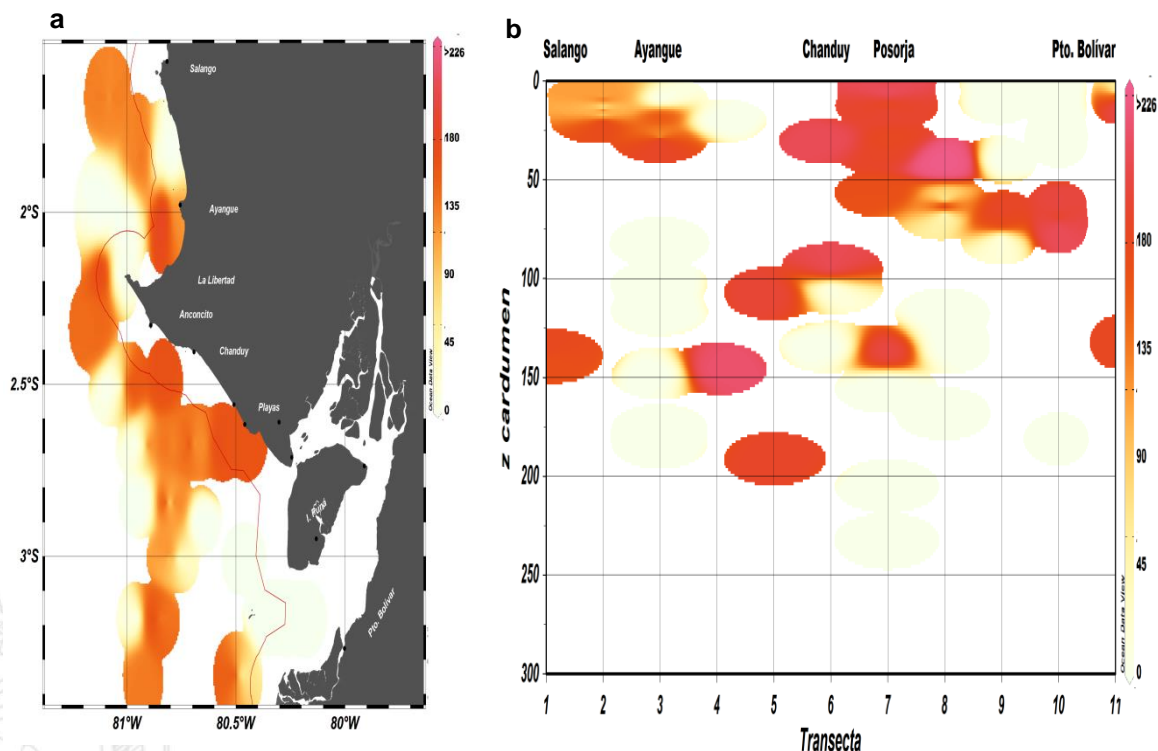 a
>226
180
135
90
45
0
Ocean Data View
Salango
Ayangue
La Libertad
Anconcito
Chanduy
Playas
I. Puná
Pto. Bolívar
2°S
2.5°S
3°S
81°W
80.5°W
80°W
b
Salango Ayangue Chanduy Posorja Pto. Bolívar
z cardumen
0
50
100
150
200
250
300
1 2 3 4 5 6 7 8 9 10 11
Transecta
>226
180
135
90
45
0
Ocean Data View